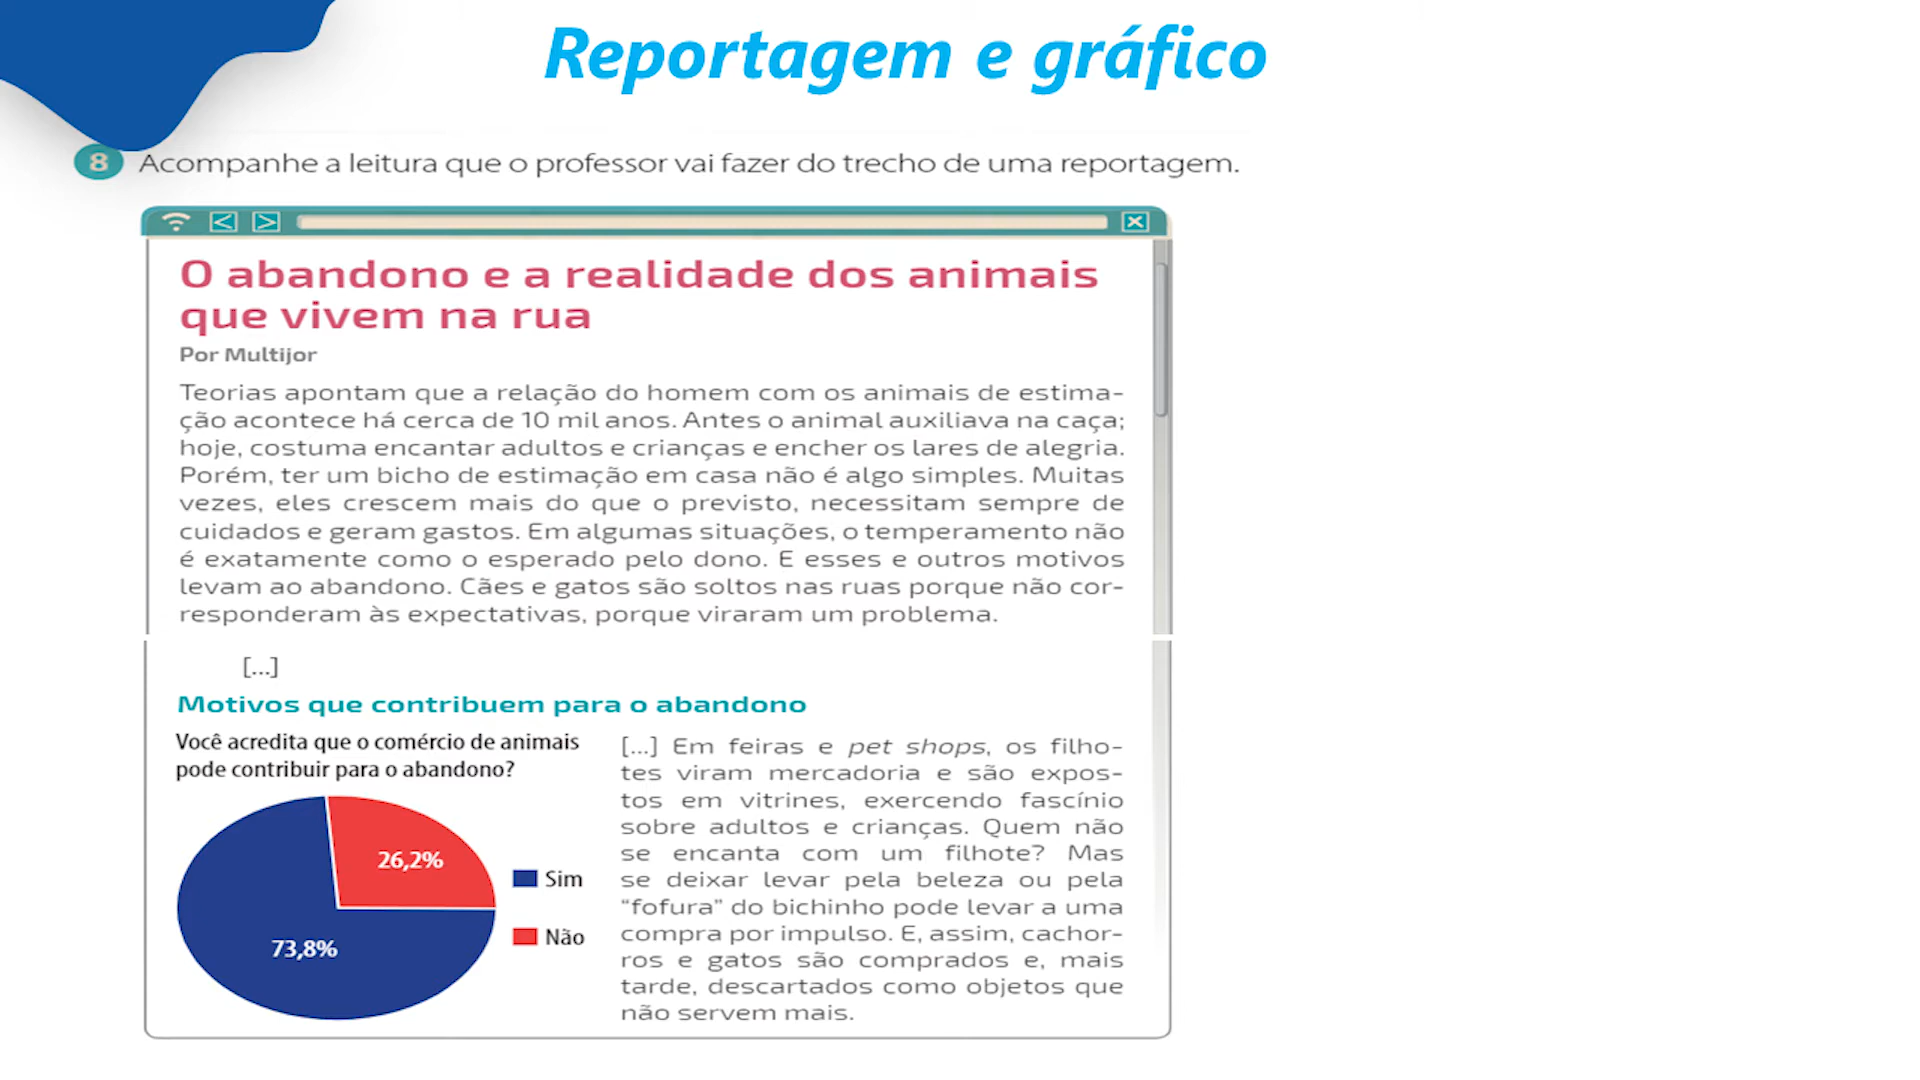 Reportagem e gráfico
8 Acompanhe a leitura que o professor vai fazer do trecho de uma reportagem.
O abandono e a realidade dos animais
que vivem na rua
Por Multijor
Teorias apontam que a relação do homem com os animais de estima-
ção acontece há cerca de 10 mil anos. Antes o animal auxiliava na caça;
hoje, costuma encantar adultos e crianças e encher os lares de alegria.
Porém, ter um bicho de estimação em casa não é algo simples. Muitas
vezes, eles crescem mais do que o previsto, necessitam sempre de
cuidados e geram gastos. Em algumas situações, o temperamento não
é exatamente como o esperado pelo dono. E esses e outros motivos
levam ao abandono. Cães e gatos são soltos nas ruas porque não cor-
responderam às expectativas, porque viraram um problema.
[...]
Motivos que contribuem para o abandono
Você acredita que o comércio de animais
pode contribuir para o abandono?
26,2%
73,8%
Sim
Não
[...] Em feiras e pet shops, os filho-
tes viram mercadoria e são expos-
tos em vitrines, exercendo fascínio
sobre adultos e crianças. Quem não
se encanta com um filhote? Mas
se deixar levar pela beleza ou pela
“fofura” do bichinho pode levar a uma
compra por impulso. E, assim, cachor-
ros e gatos são comprados e, mais
tarde, descartados como objetos que
não servem mais.